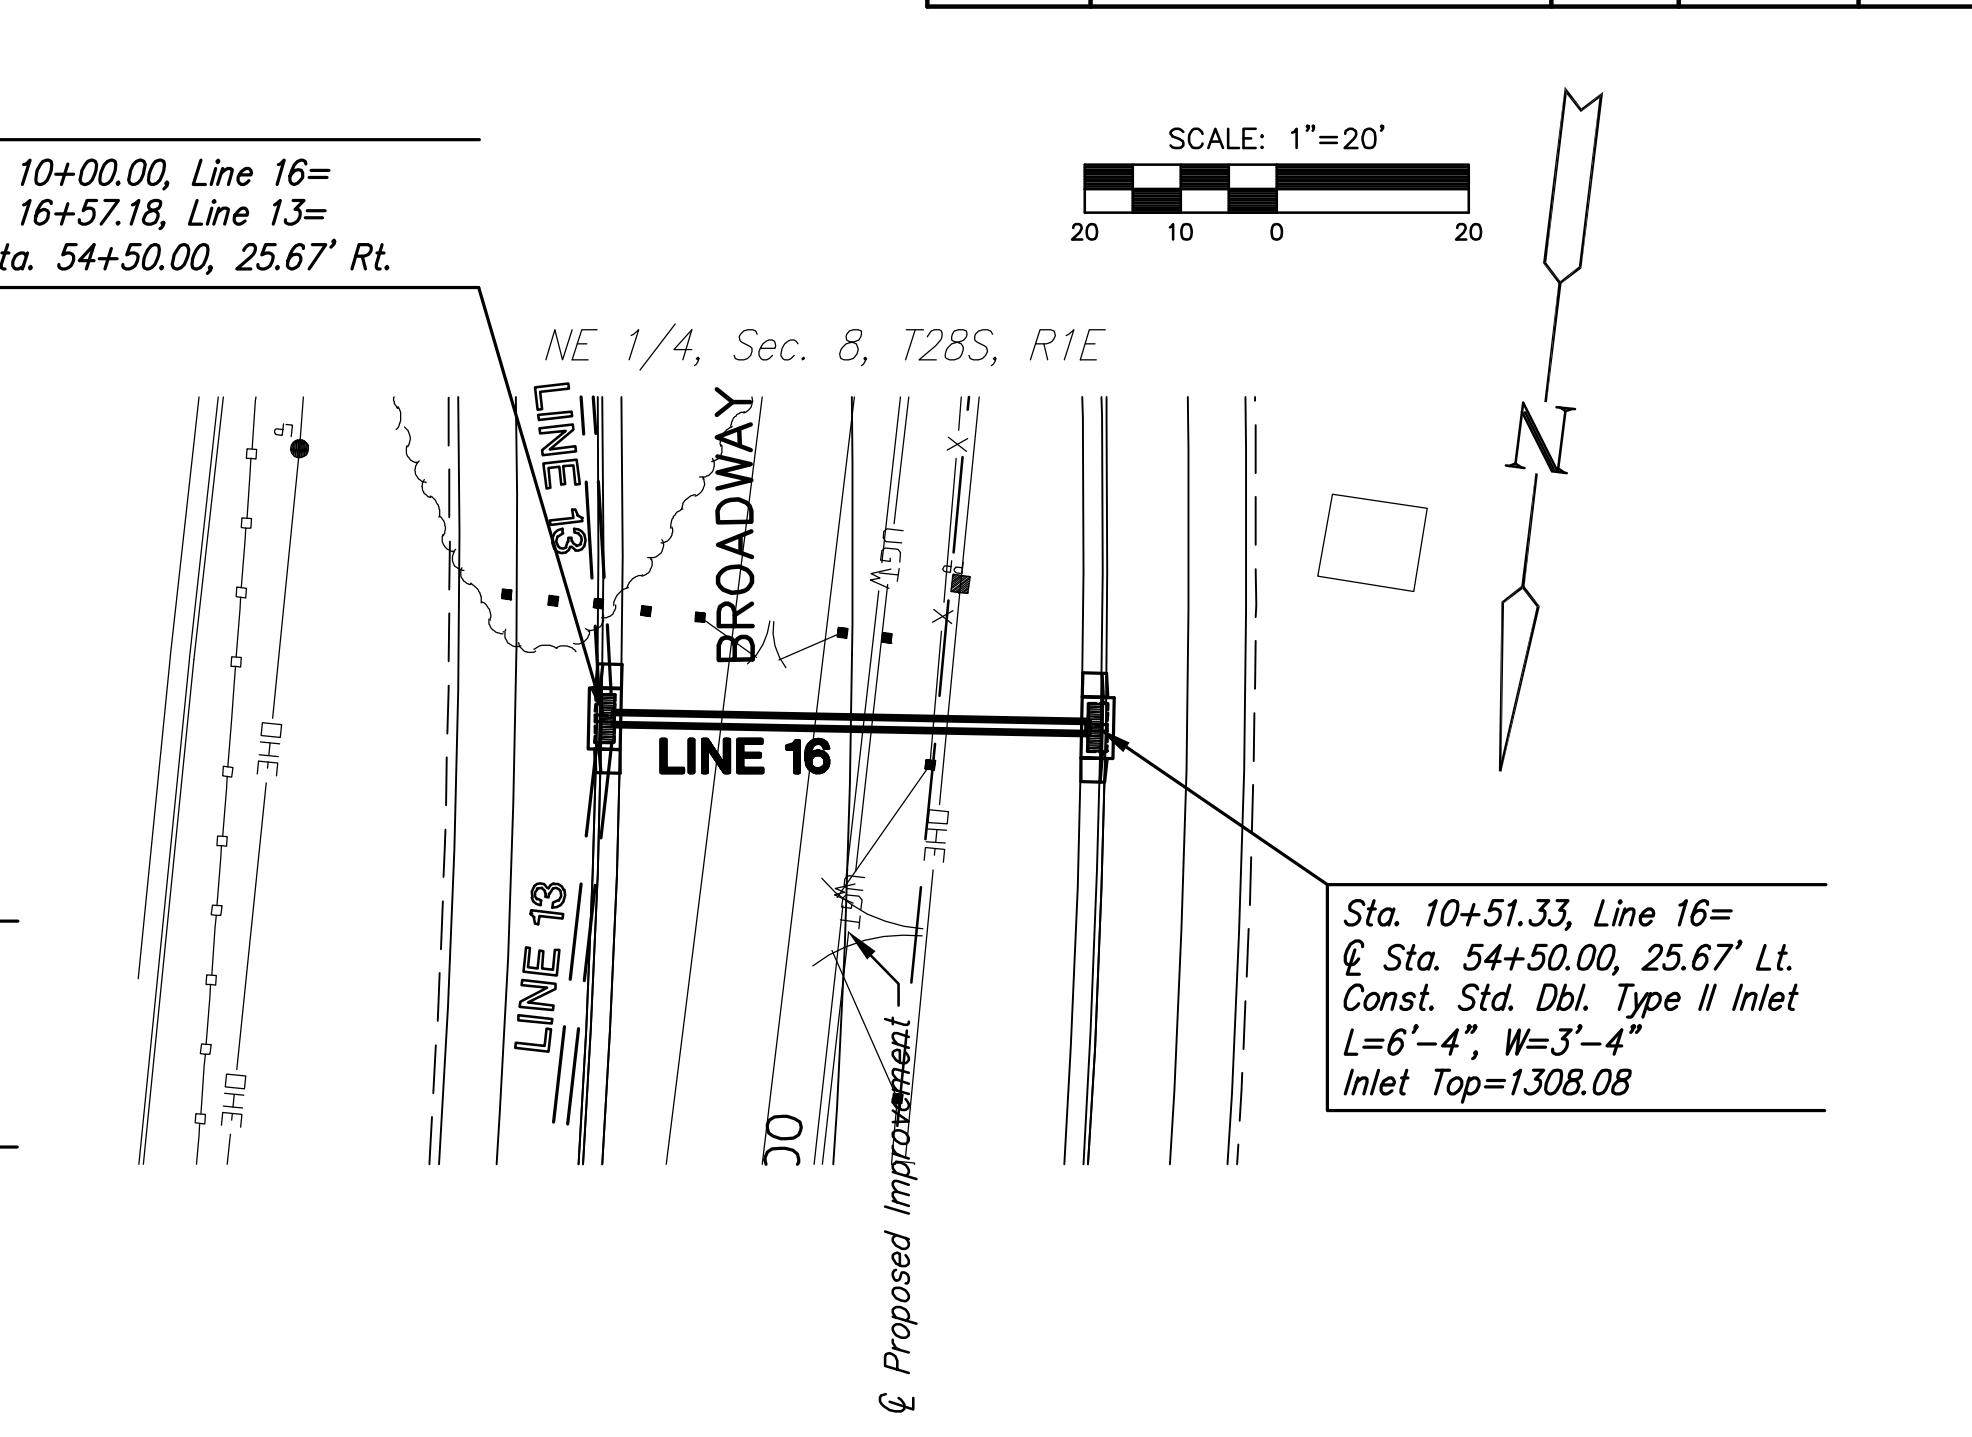 SCALE: 1"=20'
20 10 0 20
10+00.00, Line 16=
16+57.18, Line 13=
ta. 54+50.00, 25.67' Rt.
NE 1/4, Sec. 8, T28S, R1E
N
LINE 13
BROADWAY
UGW
OHE
LINE 16
OHE
LINE 13
OHE
00
℄ Proposed Improvement
Sta. 10+51.33, Line 16=
℄ Sta. 54+50.00, 25.67' Lt.
Const. Std. Dbl. Type II Inlet
L=6'-4", W=3'-4"
Inlet Top=1308.08